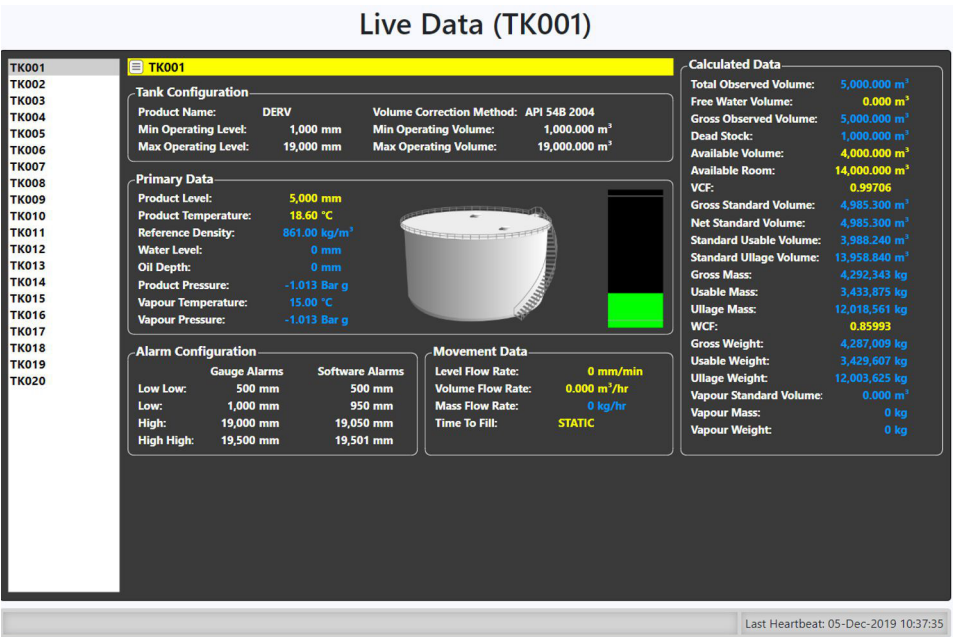 Live Data (TK001)
TK001
TK002
TK003
TK004
TK005
TK006
TK007
TK008
TK009
TK010
TK011
TK012
TK013
TK014
TK015
TK016
TK017
TK018
TK019
TK020
TK001
Tank Configuration
Product Name: DERV Volume Correction Method: API 54B 2004
Min Operating Level: 1,000 mm Min Operating Volume: 1,000.000 m³
Max Operating Level: 19,000 mm Max Operating Volume: 19,000.000 m³
Primary Data
Product Level: 5,000 mm
Product Temperature: 18.60 °C
Reference Density: 861.00 kg/m³
Water Level: 0 mm
Oil Depth: 0 mm
Product Pressure: -1.013 Bar g
Vapour Temperature: 15.00 °C
Vapour Pressure: -1.013 Bar g
Alarm Configuration
Gauge Alarms Software Alarms
Low Low: 500 mm 500 mm
Low: 1,000 mm 950 mm
High: 19,000 mm 19,050 mm
High High: 19,500 mm 19,501 mm
Movement Data
Level Flow Rate: 0 mm/min
Volume Flow Rate: 0.000 m³/hr
Mass Flow Rate: 0 kg/hr
Time To Fill: STATIC
Calculated Data
Total Observed Volume: 5,000.000 m³
Free Water Volume: 0.000 m³
Gross Observed Volume: 5,000.000 m³
Dead Stock: 1,000.000 m³
Available Volume: 4,000.000 m³
Available Room: 14,000.000 m³
VCF: 0.99706
Gross Standard Volume: 4,985.300 m³
Net Standard Volume: 4,985.300 m³
Standard Usable Volume: 3,988.240 m³
Standard Ullage Volume: 13,958.840 m³
Gross Mass: 4,292,343 kg
Usable Mass: 3,433,875 kg
Ullage Mass: 12,018,561 kg
WCF: 0.85993
Gross Weight: 4,287,009 kg
Usable Weight: 3,429,607 kg
Ullage Weight: 12,003,625 kg
Vapour Standard Volume: 0.000 m³
Vapour Mass: 0 kg
Vapour Weight: 0 kg
Last Heartbeat: 05-Dec-2019 10:37:35